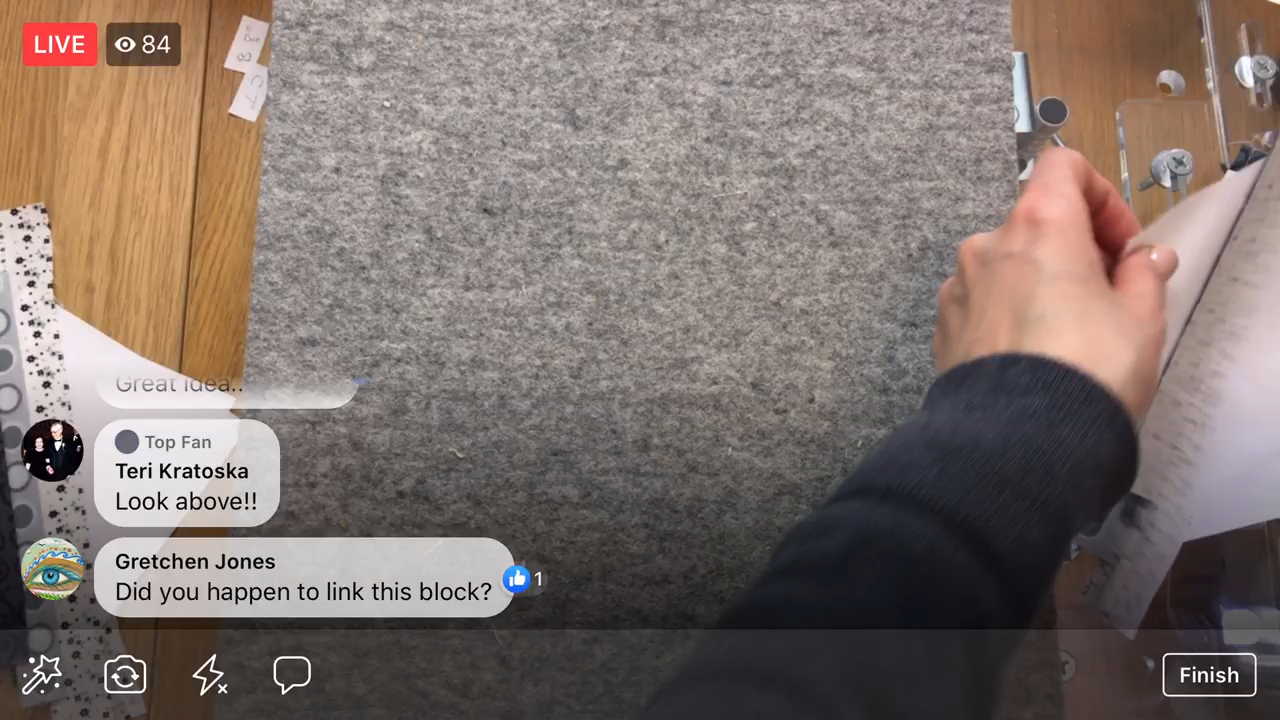 LIVE
84
Great idea..
Top Fan
Teri Kratoska
Look above!!
Gretchen Jones
Did you happen to link this block?
1
Finish